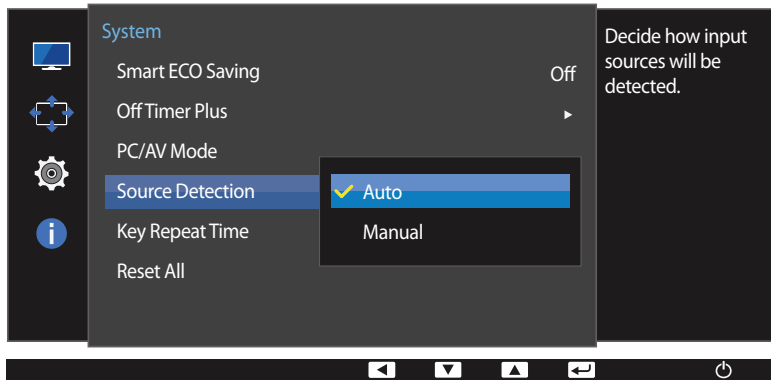 System
Smart ECO Saving
Off
Off Timer Plus
PC/AV Mode
Source Detection
Auto
Key Repeat Time
Manual
Reset All
Decide how input
sources will be
detected.